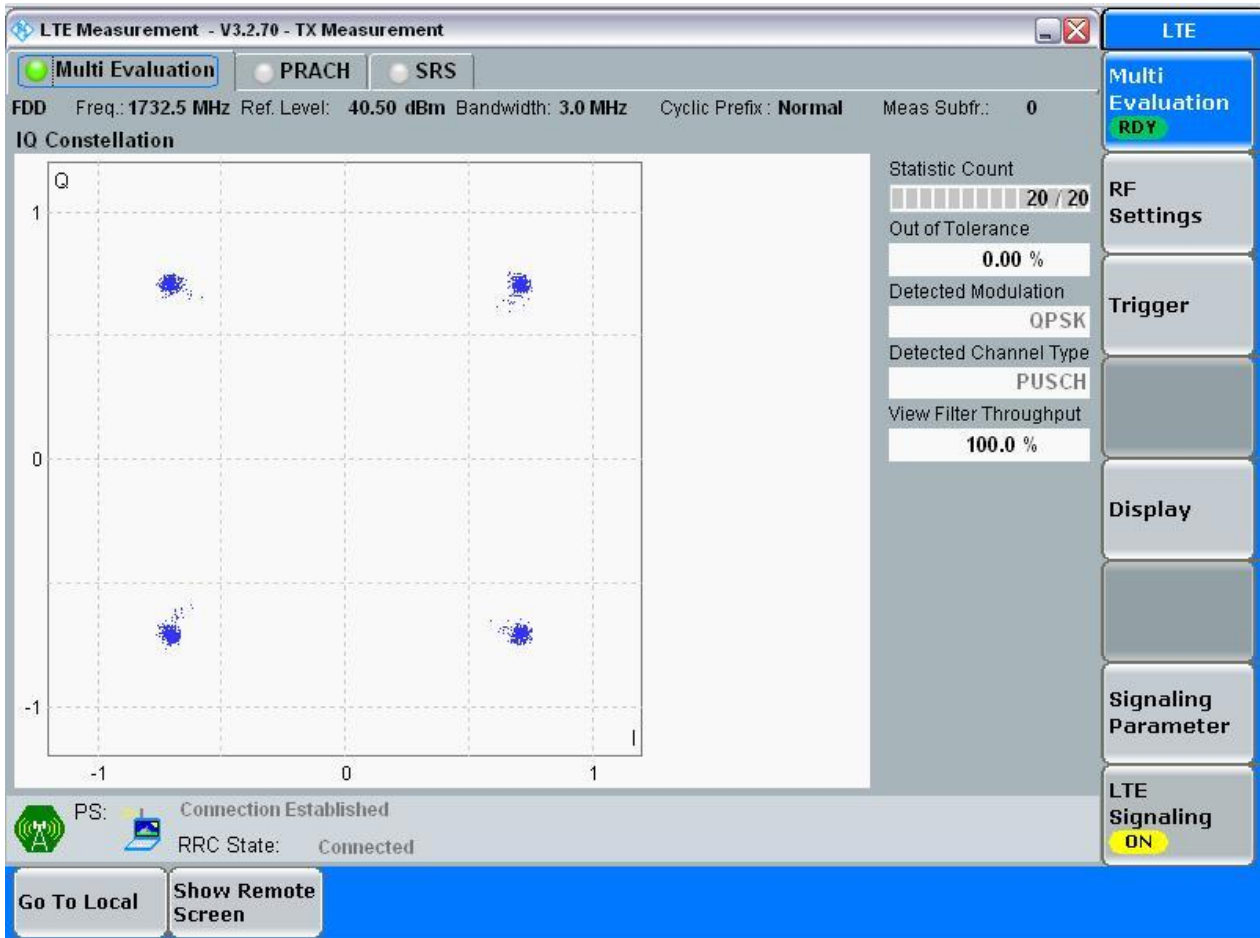 LTE Measurement - V3.2.70 - TX Measurement
LTE
Multi Evaluation PRACH SRS
FDD Freq.: 1732.5 MHz Ref. Level: 40.50 dBm Bandwidth: 3.0 MHz Cyclic Prefix : Normal Meas Subfr.: 0
IQ Constellation
Q
1
0
-1
-1 0 1
I
Statistic Count
20 / 20
Out of Tolerance
0.00 %
Detected Modulation
QPSK
Detected Channel Type
PUSCH
View Filter Throughput
100.0 %
Multi
Evaluation
RDY
RF
Settings
Trigger
Display
Signaling
Parameter
LTE
Signaling
ON
PS: Connection Established
RRC State: Connected
Go To Local
Show Remote
Screen